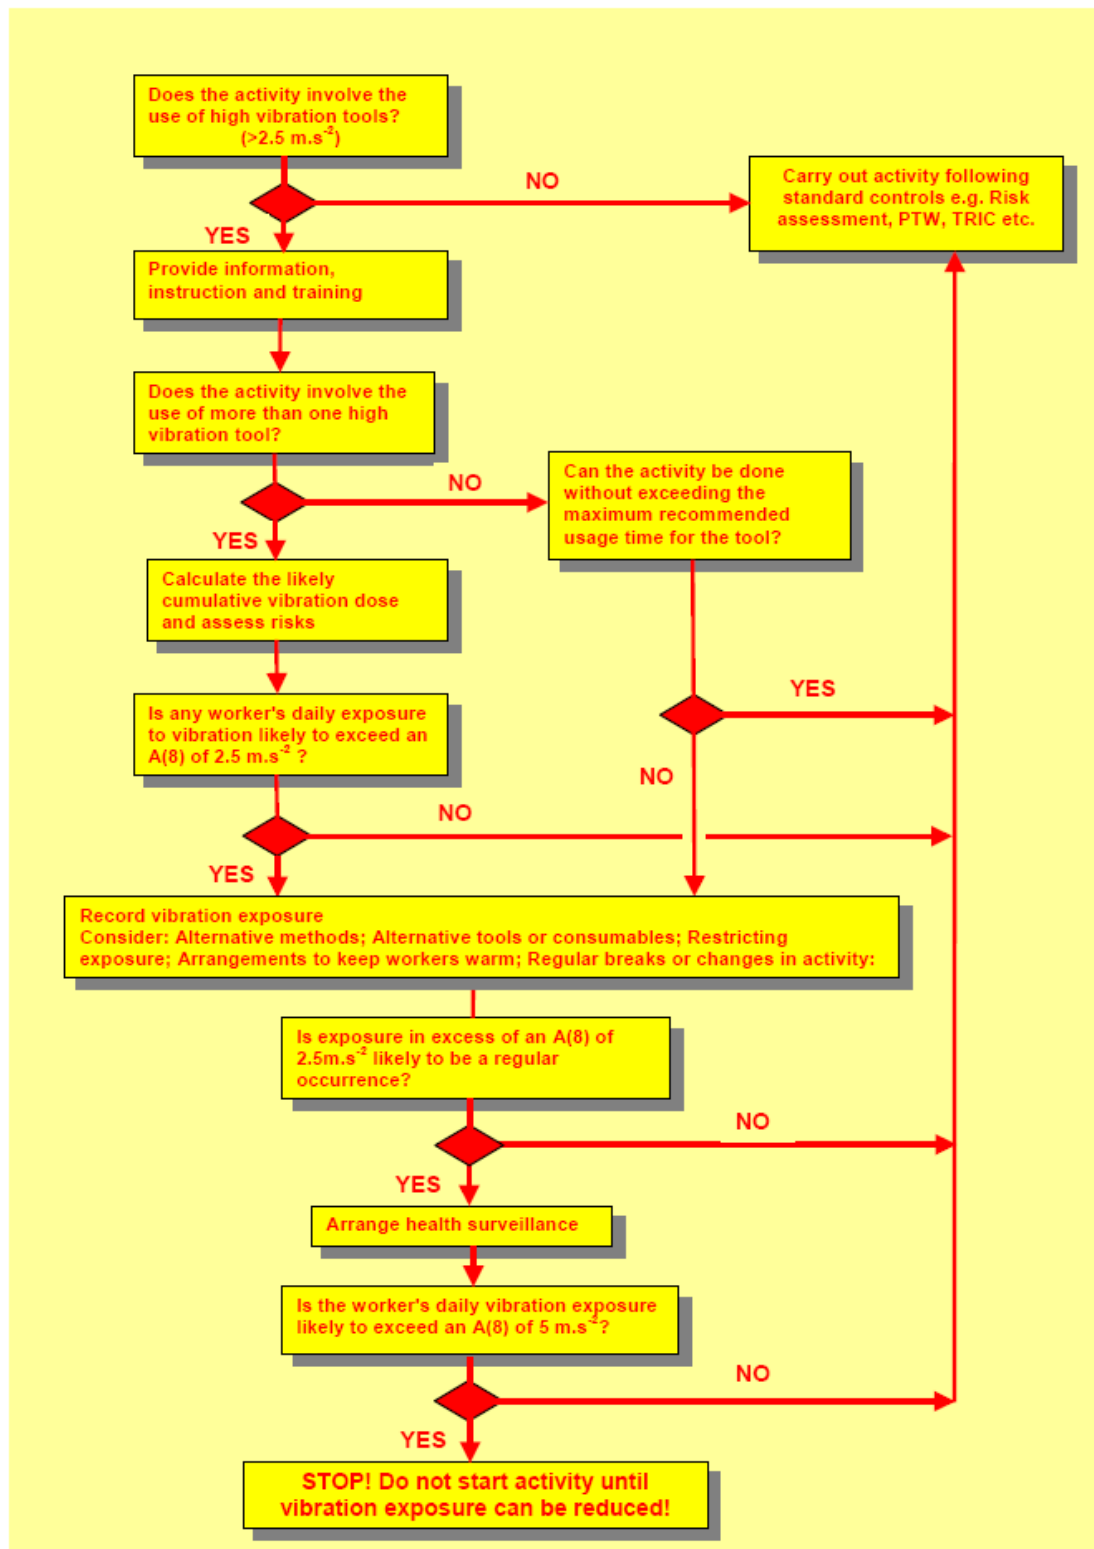 Does the activity involve the
use of high vibration tools?
(>2.5 m.s-2)
NO
Carry out activity following
standard controls e.g. Risk
assessment, PTW, TRIC etc.
YES
Provide information,
instruction and training
Does the activity involve the
use of more than one high
vibration tool?
NO
Can the activity be done
without exceeding the
maximum recommended
usage time for the tool?
YES
Calculate the likely
cumulative vibration dose
and assess risks
YES
Is any worker's daily exposure
to vibration likely to exceed an
A(8) of 2.5 m.s-2 ?
NO
NO
YES
Record vibration exposure
Consider: Alternative methods; Alternative tools or consumables; Restricting
exposure; Arrangements to keep workers warm; Regular breaks or changes in activity:
Is exposure in excess of an A(8) of
2.5m.s-2 likely to be a regular
occurrence?
NO
YES
Arrange health surveillance
Is the worker's daily vibration exposure
likely to exceed an A(8) of 5 m.s-2?
NO
YES
STOP! Do not start activity until
vibration exposure can be reduced!